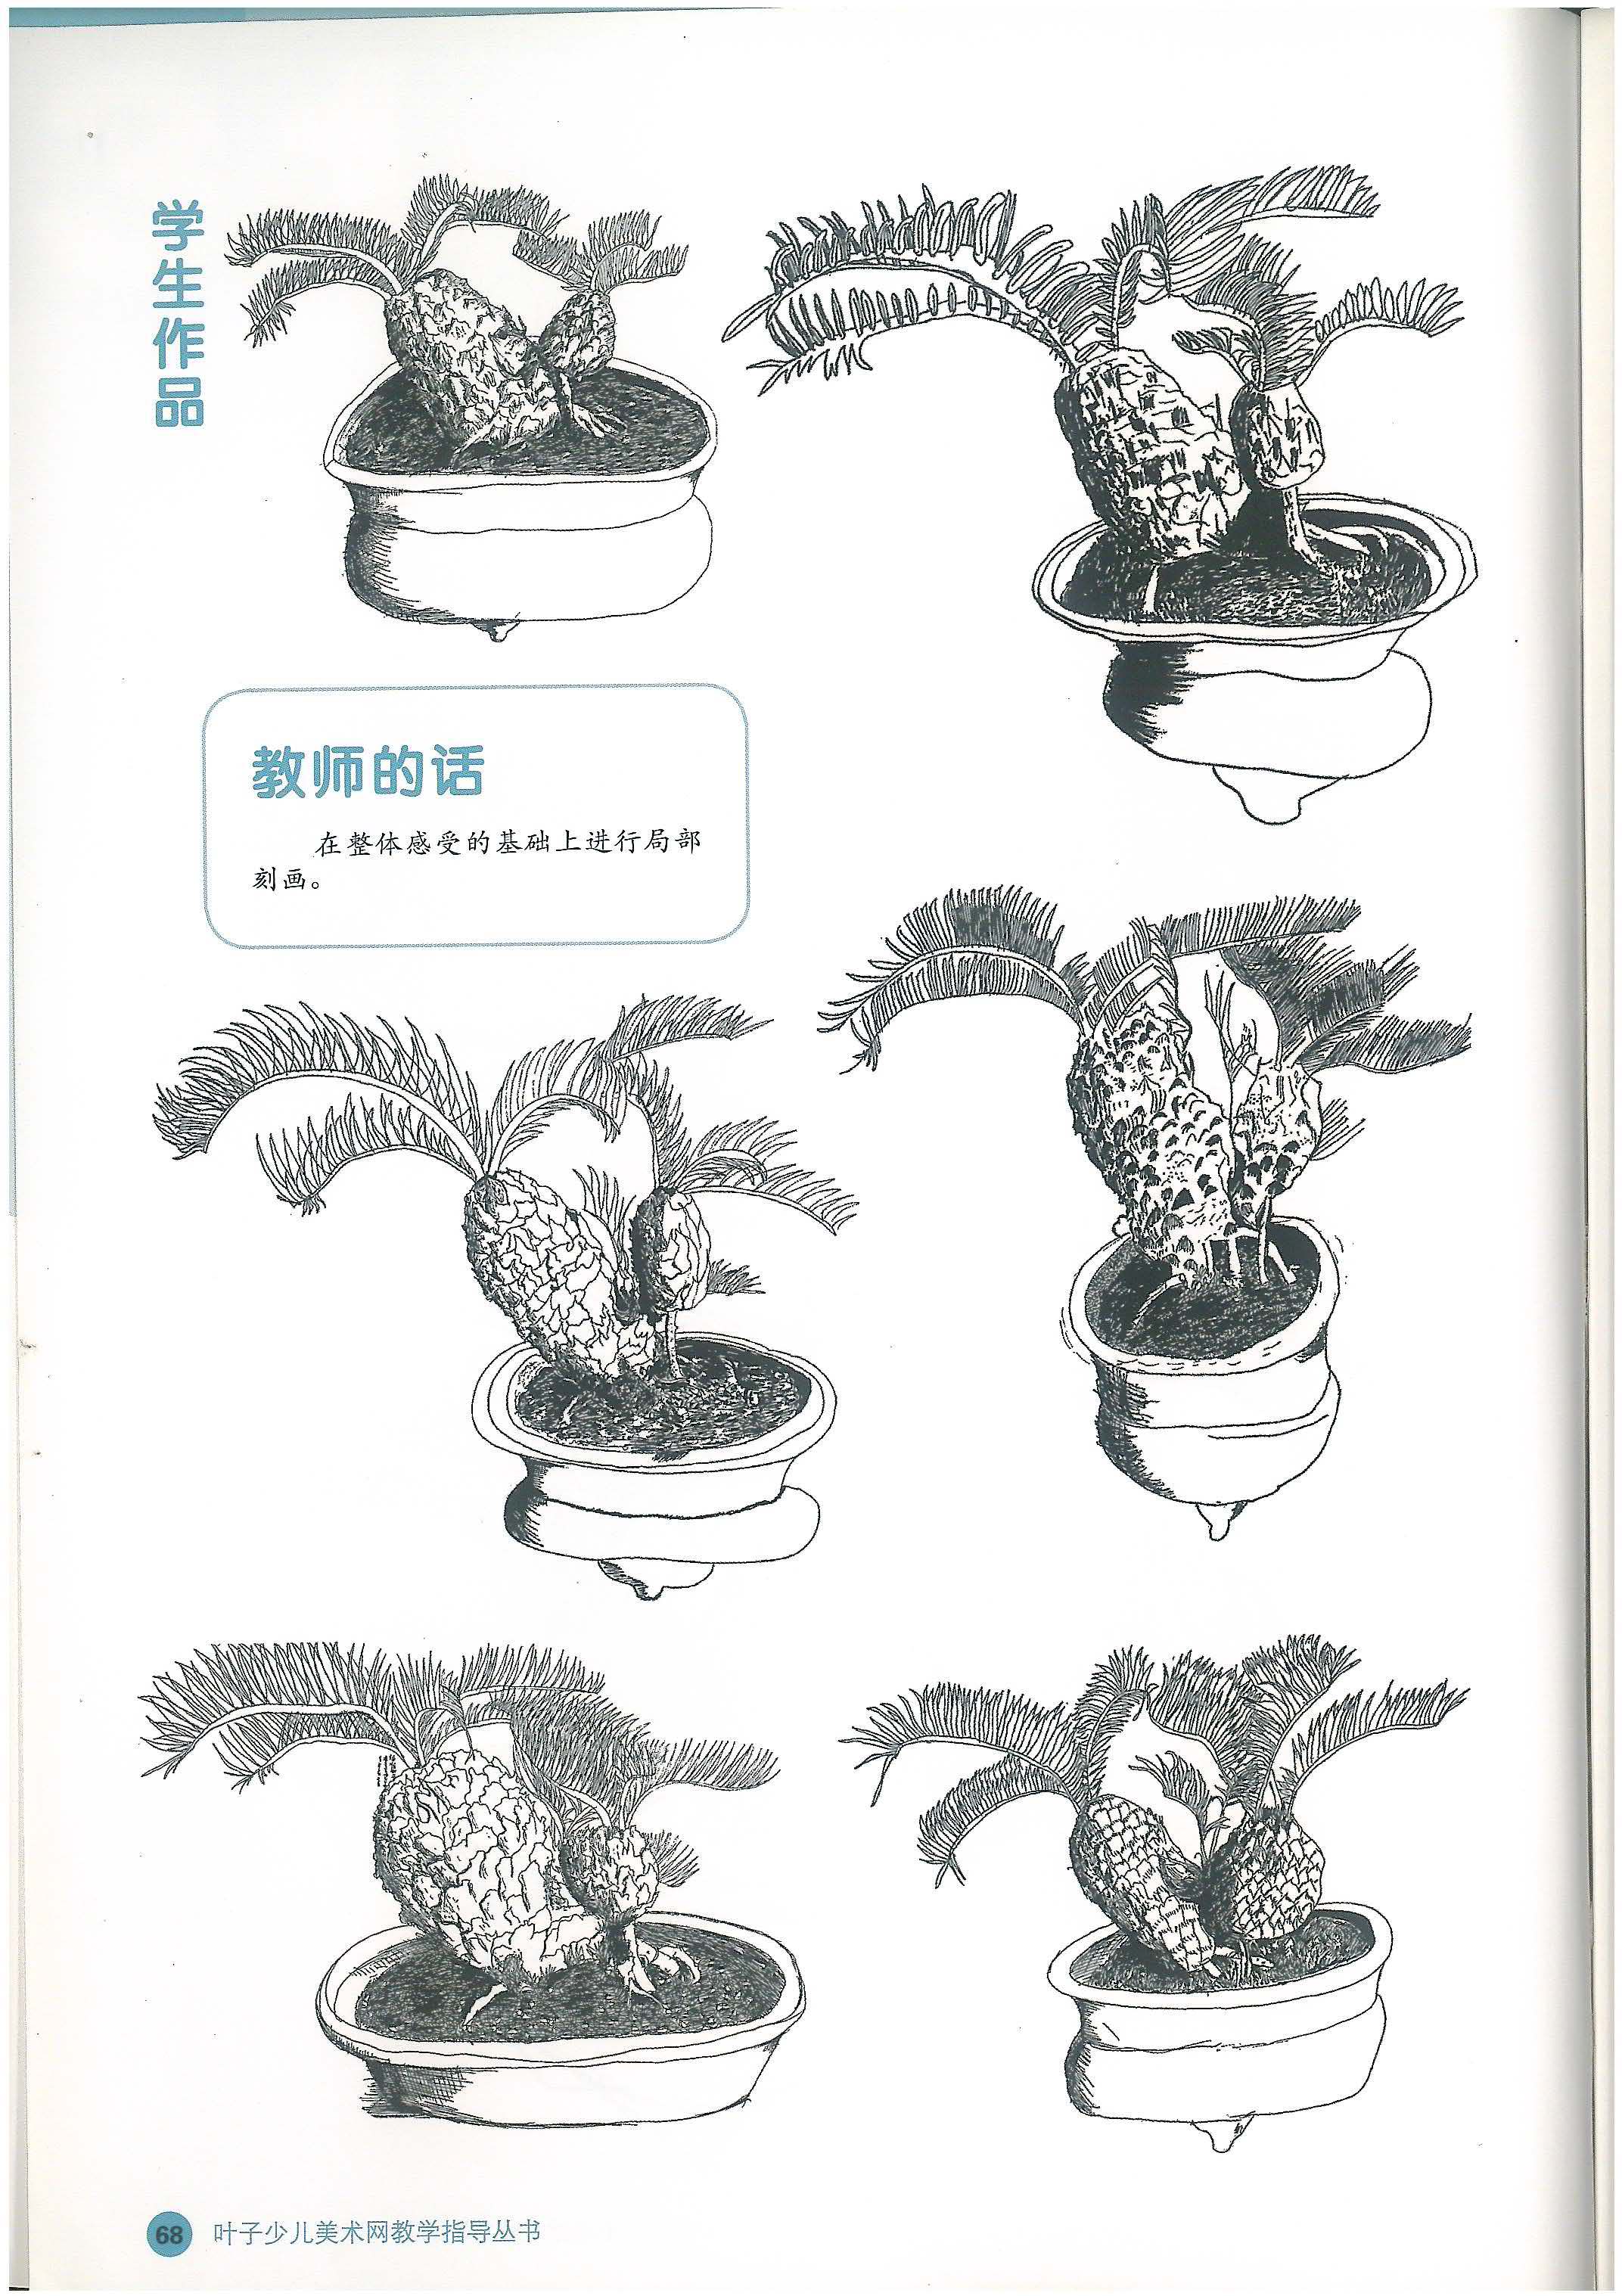 学生作品
教师的话
在整体感受的基础上进行局部
刻画。
68 叶子少儿美术网教学指导丛书